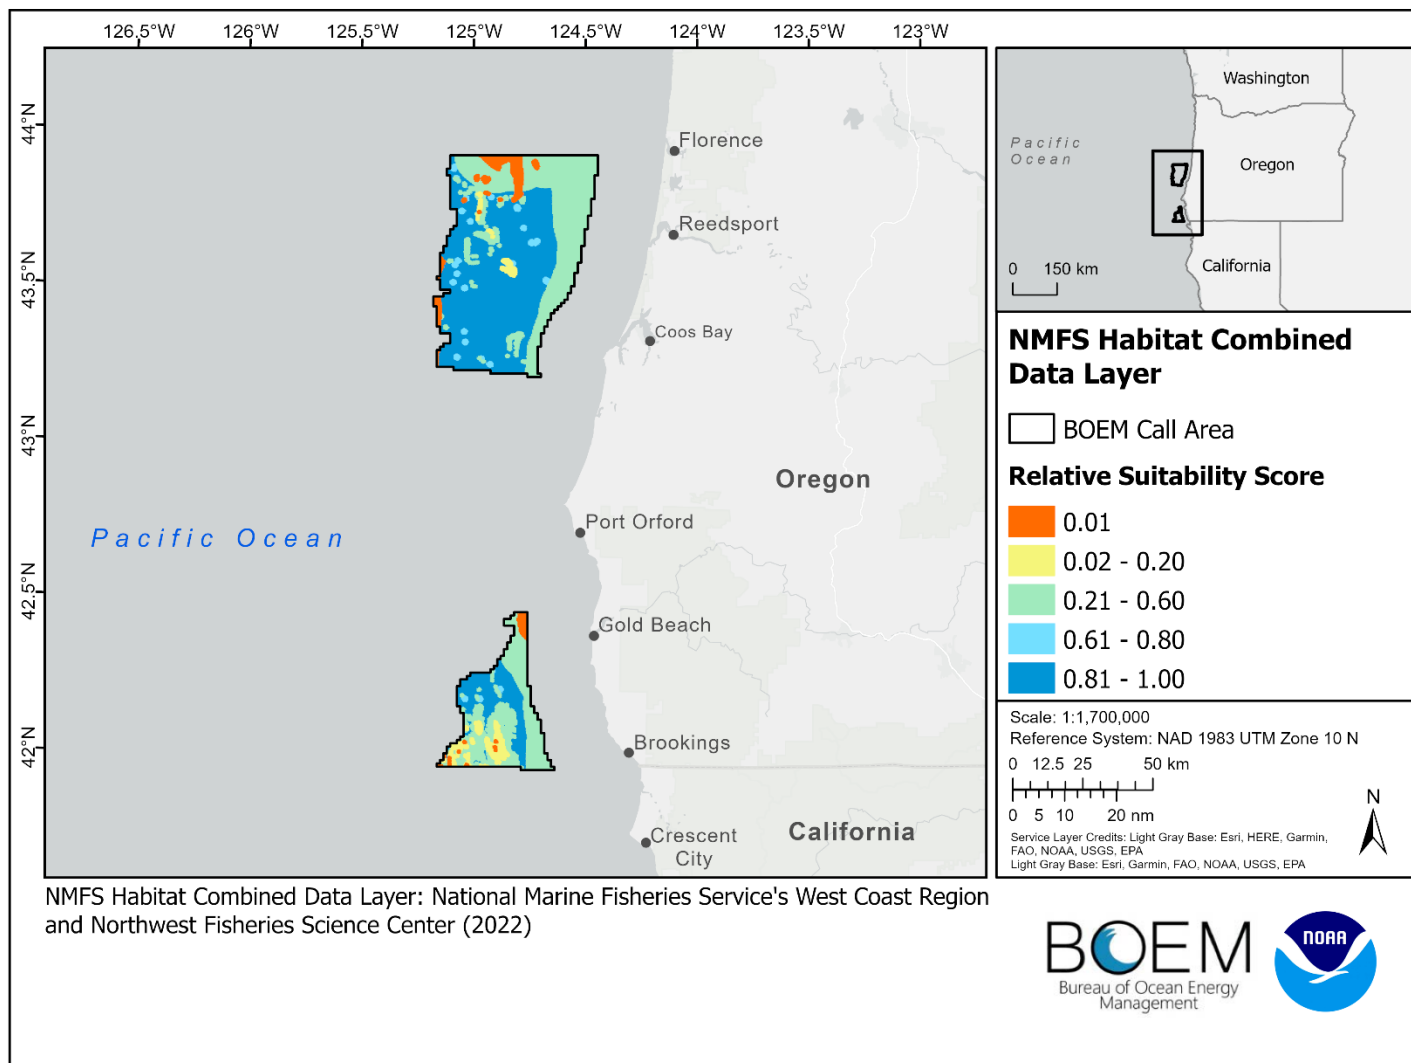 126.5°W 126°W 125.5°W 125°W 124.5°W 124°W 123.5°W 123°W
44°N
43.5°N
43°N
42.5°N
42°N
Florence
Reedsport
Coos Bay
Oregon
Port Orford
Pacific Ocean
Gold Beach
Brookings
California
Crescent
City
Washington
Pacific
Ocean
Oregon
California
0 150 km
NMFS Habitat Combined
Data Layer
BOEM Call Area
Relative Suitability Score
0.01
0.02 - 0.20
0.21 - 0.60
0.61 - 0.80
0.81 - 1.00
Scale: 1:1,700,000
Reference System: NAD 1983 UTM Zone 10 N
0 12.5 25 50 km
0 5 10 20 nm
N
Service Layer Credits: Light Gray Base: Esri, HERE, Garmin,
FAO, NOAA, USGS, EPA
Light Gray Base: Esri, Garmin, FAO, NOAA, USGS, EPA
NMFS Habitat Combined Data Layer: National Marine Fisheries Service's West Coast Region
and Northwest Fisheries Science Center (2022)
BOEM
Bureau of Ocean Energy
Management
NOAA